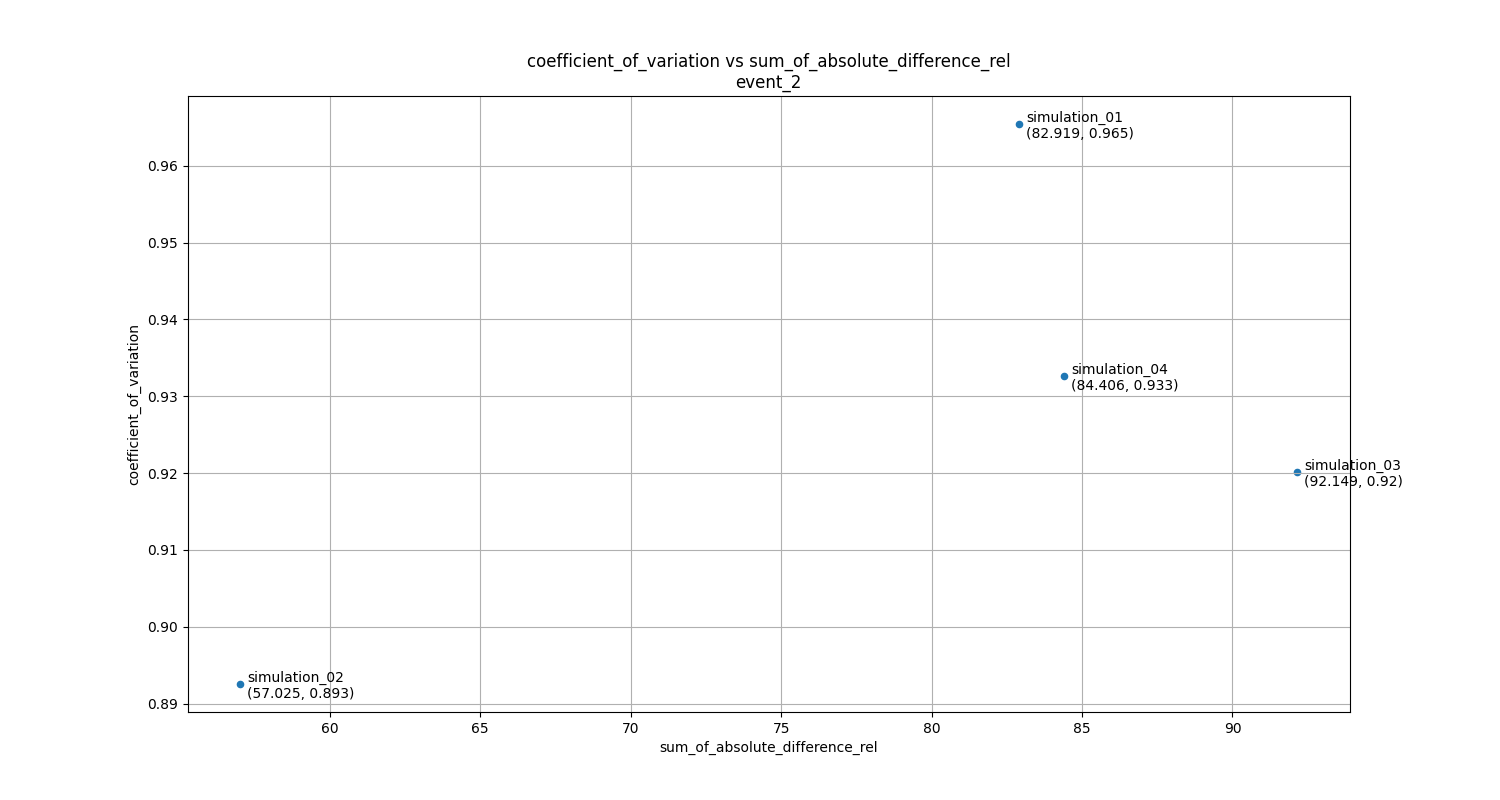 coefficient_of_variation vs sum_of_absolute_difference_rel
event_2
simulation_01
(82.919, 0.965)
0.96
0.95
0.94
simulation_04
(84.406, 0.933)
0.93
coefficient_of_variation
simulation_03
(92.149, 0.92)
0.92
0.91
0.90
simulation_02
(57.025, 0.893)
0.89
60 65 70 75 80 85 90
sum_of_absolute_difference_rel